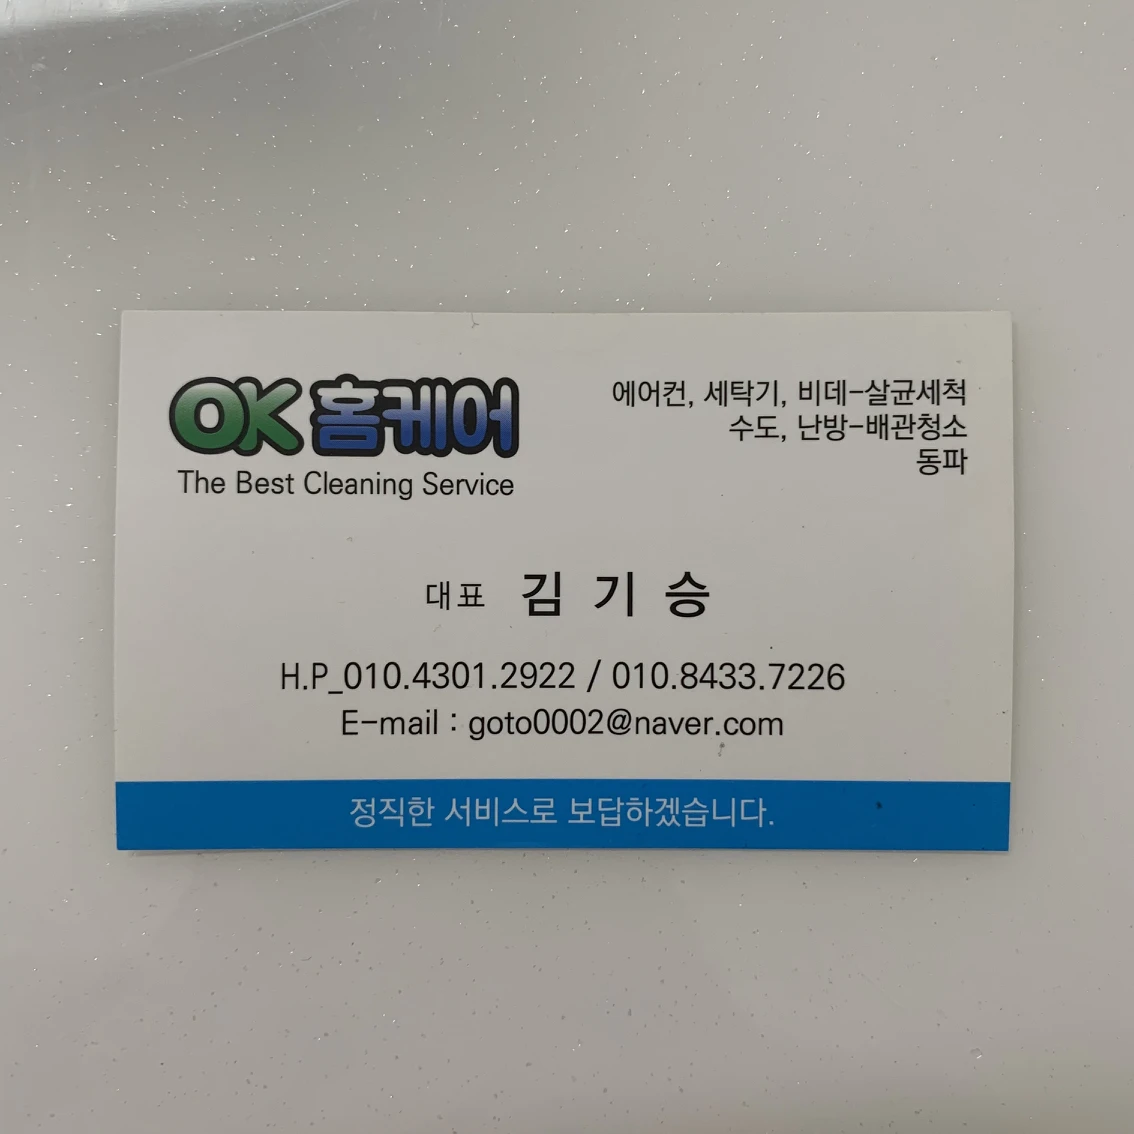 OK 홈케어
The Best Cleaning Service
에어컨, 세탁기, 비데-살균세척
수도, 난방-배관청소
동파
대표 김 기 승
H.P_010.4301.2922 / 010.8433.7226
E-mail : goto0002@naver.com
정직한 서비스로 보답하겠습니다.